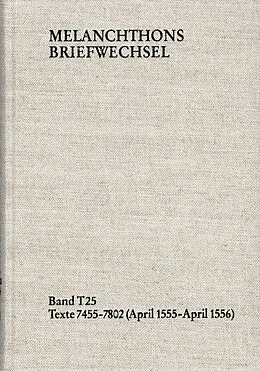 MELANCHTHONS
BRIEFWECHSEL
Band T25
Texte 7455-7802 (April 1555-April 1556)